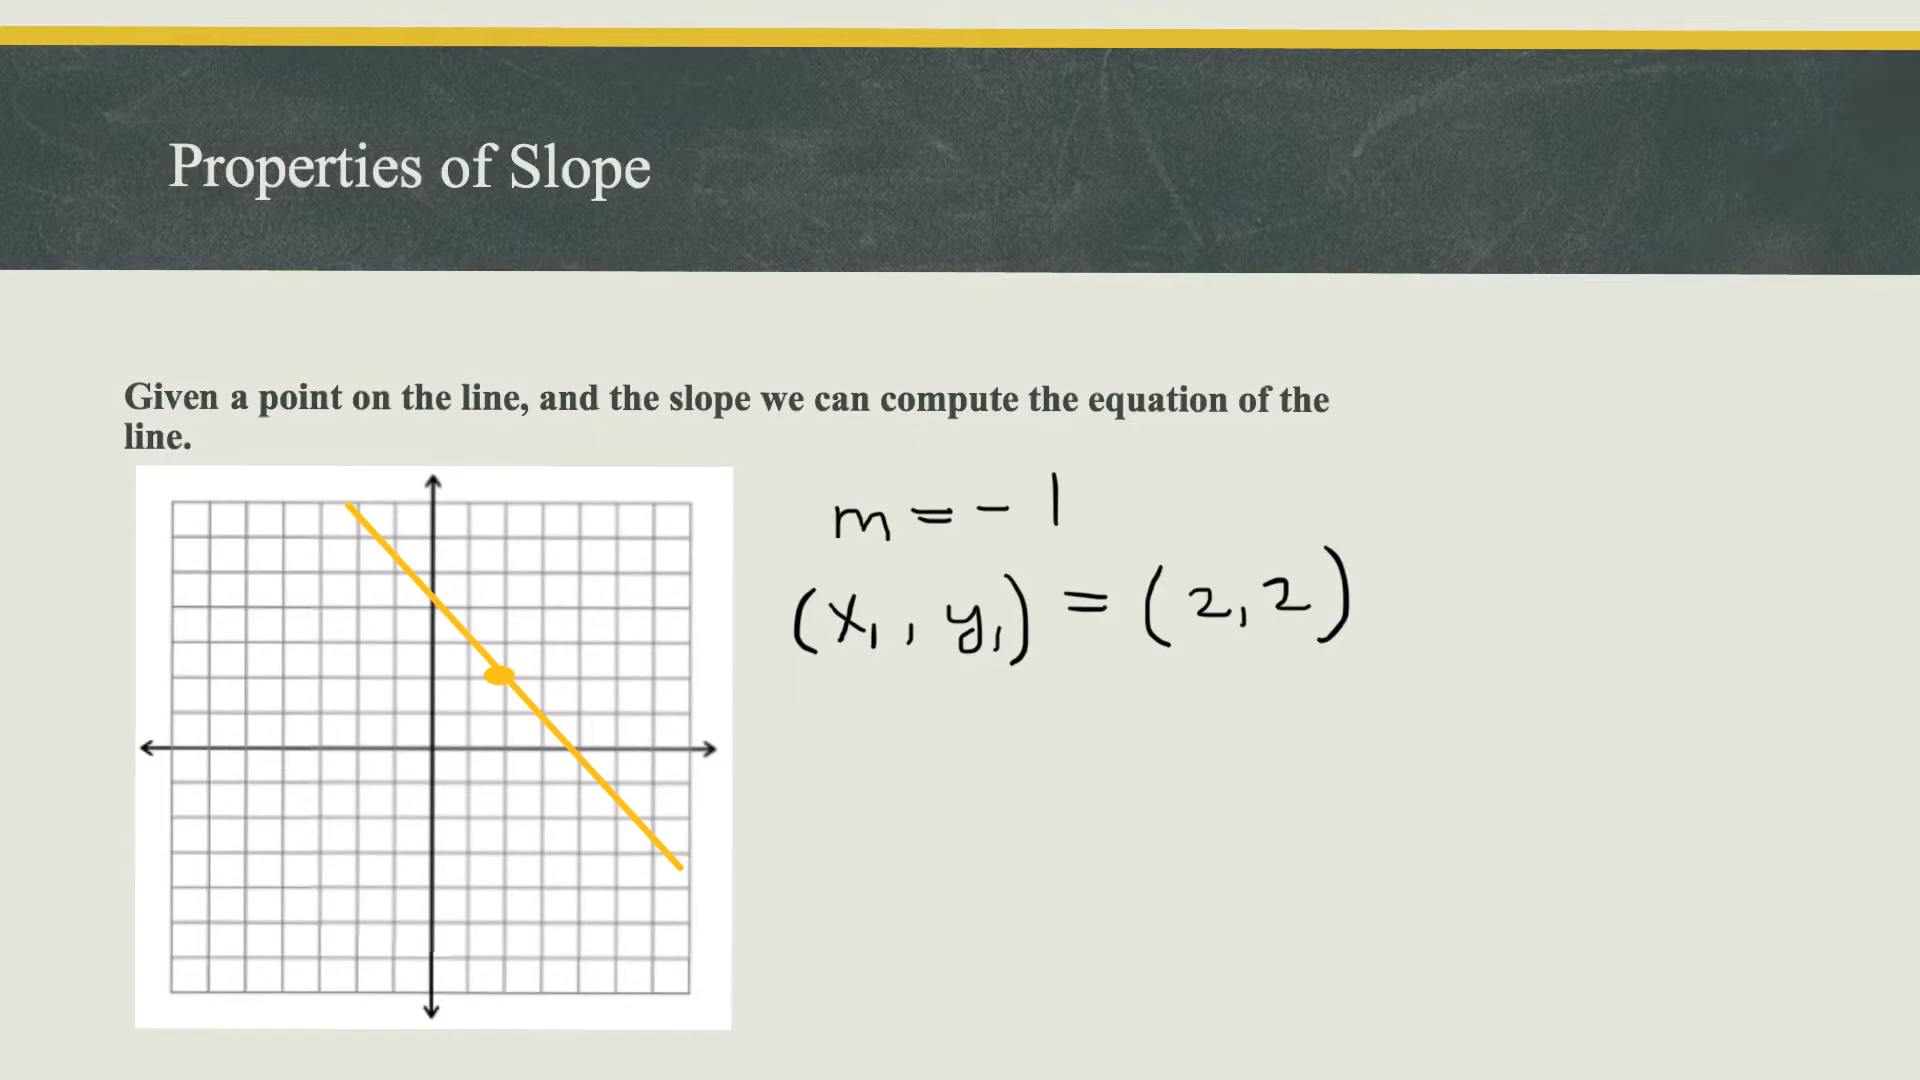 Properties of Slope
Given a point on the line, and the slope we can compute the equation of the
line.
m = - 1
(x₁, y₁) = (2, 2)